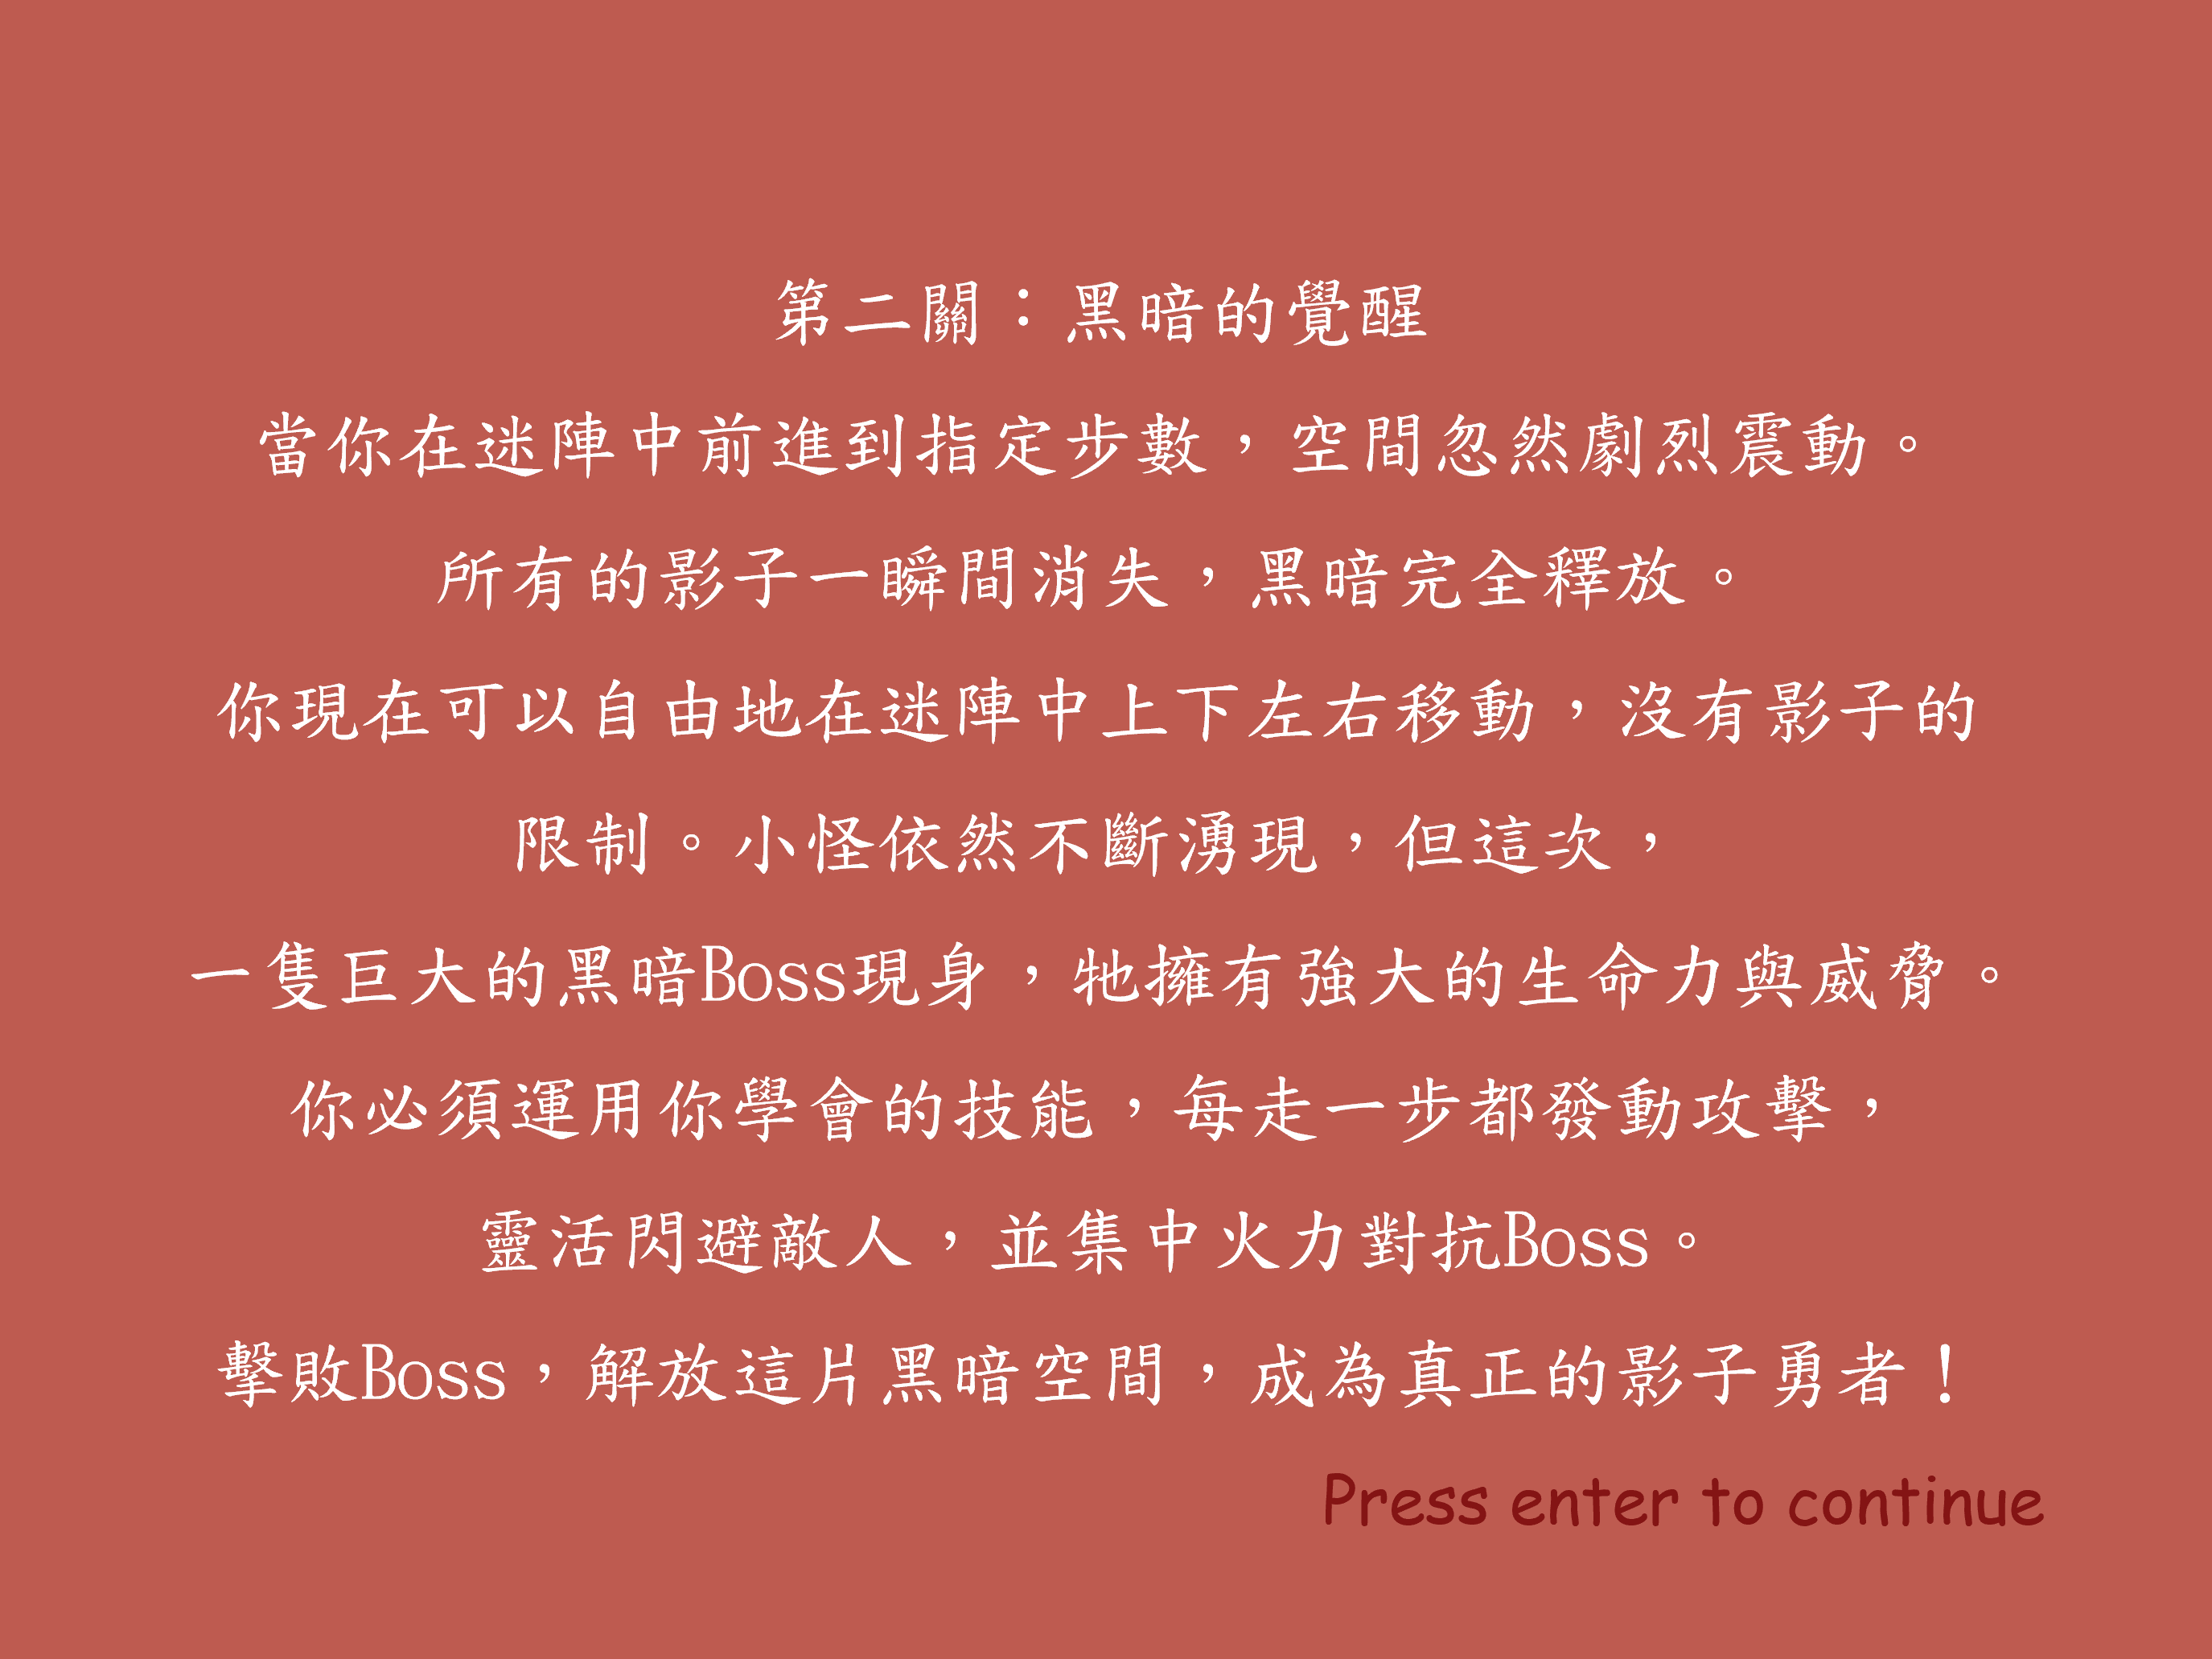 第二關：黑暗的覺醒
當你在迷陣中前進到指定步數，空間忽然劇烈震動。
所有的影子一瞬間消失，黑暗完全釋放。
你現在可以自由地在迷陣中上下左右移動，沒有影子的
限制。小怪依然不斷湧現，但這次，
一隻巨大的黑暗Boss現身，牠擁有強大的生命力與威脅。
你必須運用你學會的技能，每走一步都發動攻擊，
靈活閃避敵人，並集中火力對抗Boss。
擊敗Boss，解放這片黑暗空間，成為真正的影子勇者！
Press enter to continue